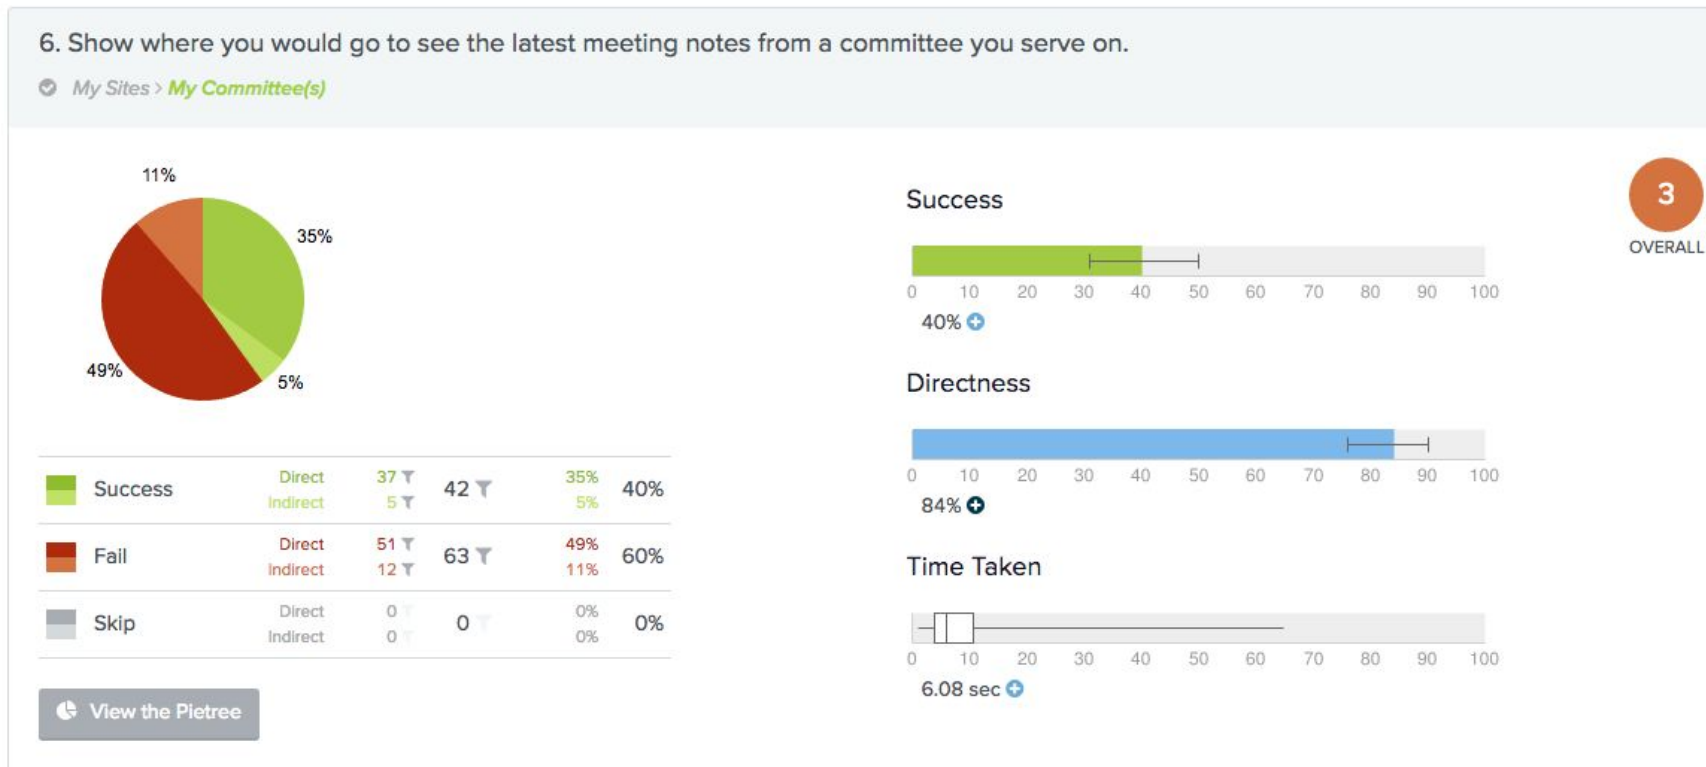 6. Show where you would go to see the latest meeting notes from a committee you serve on.
My Sites > My Committee(s)
11%
35%
49%
5%
Success Direct 37 42 35% 40%
Indirect 5 5%
Fail Direct 51 63 49% 60%
Indirect 12 11%
Skip Direct 0 0 0% 0%
Indirect 0 0%
View the Pietree
Success
0 10 20 30 40 50 60 70 80 90 100
40%
Directness
0 10 20 30 40 50 60 70 80 90 100
84%
Time Taken
0 10 20 30 40 50 60 70 80 90 100
6.08 sec
3
OVERALL